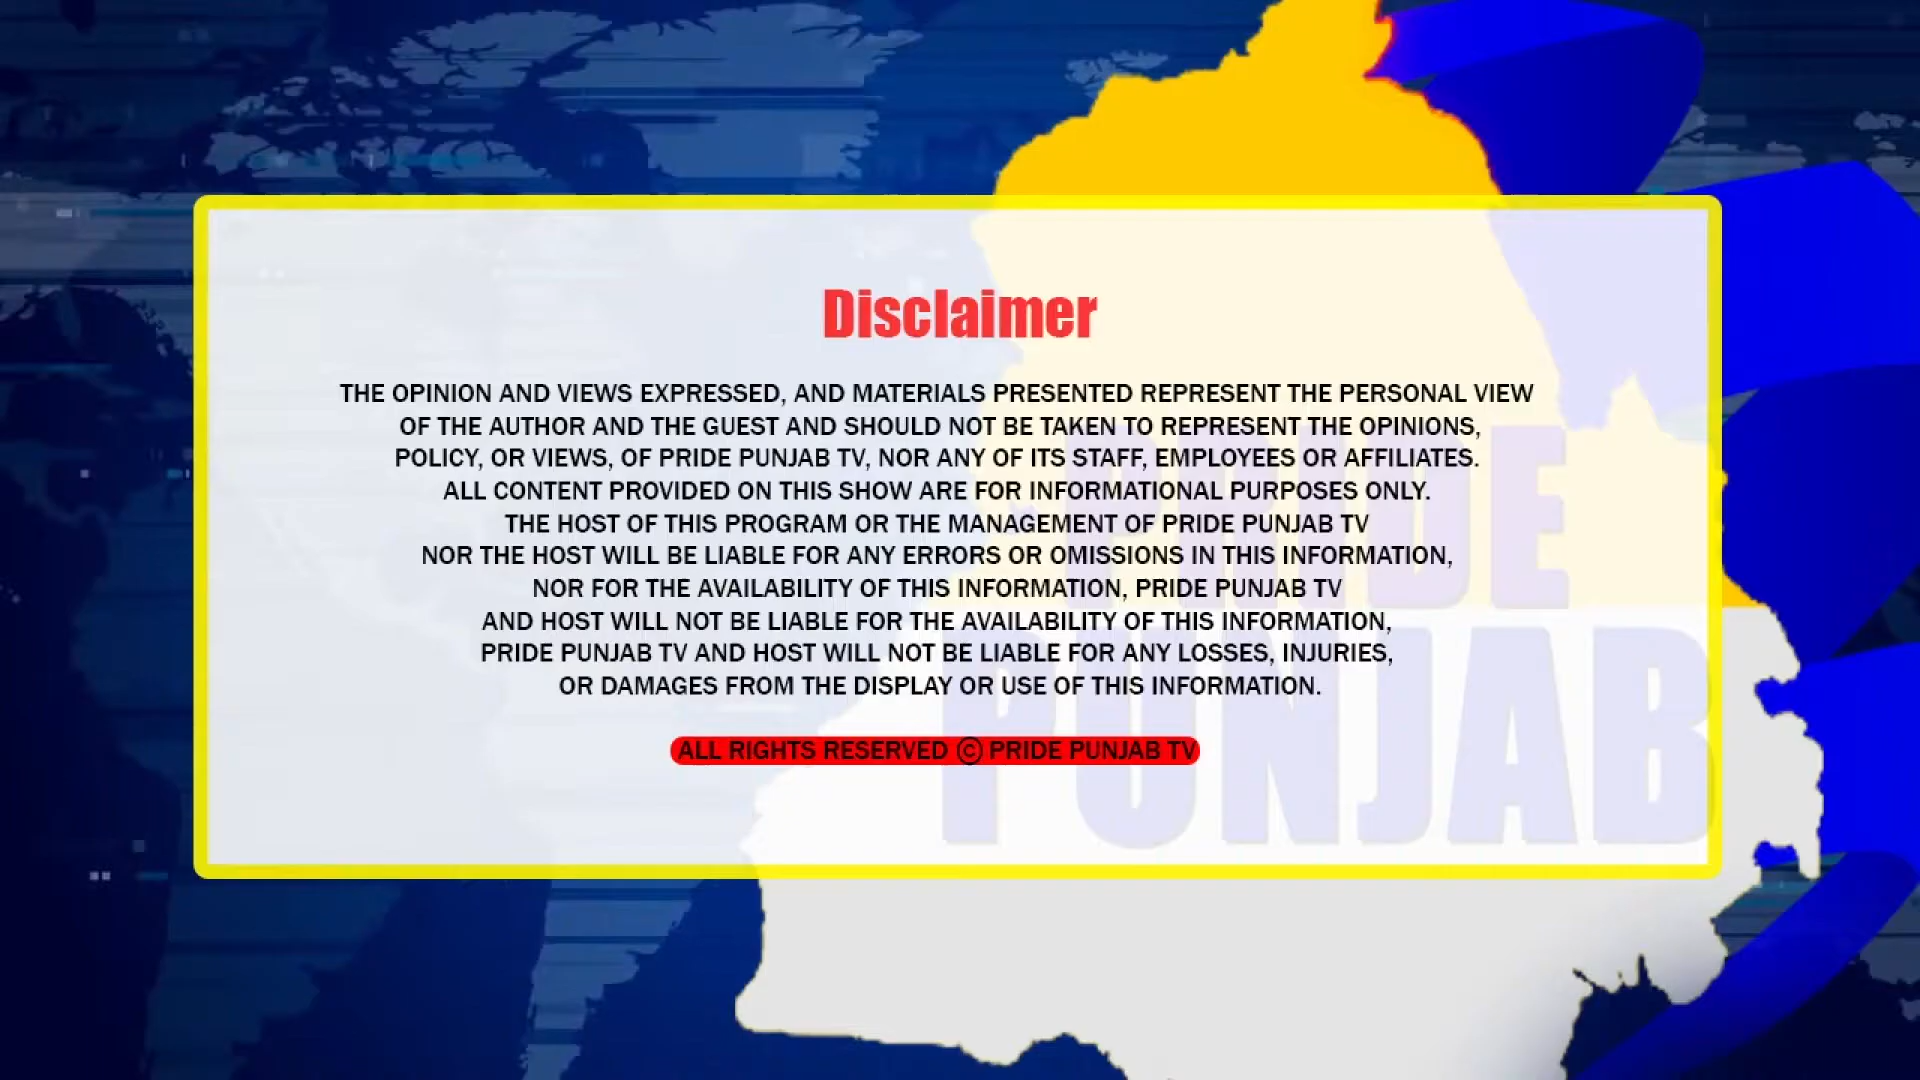 Disclaimer
THE OPINION AND VIEWS EXPRESSED, AND MATERIALS PRESENTED REPRESENT THE PERSONAL VIEW
OF THE AUTHOR AND THE GUEST AND SHOULD NOT BE TAKEN TO REPRESENT THE OPINIONS,
POLICY, OR VIEWS, OF PRIDE PUNJAB TV, NOR ANY OF ITS STAFF, EMPLOYEES OR AFFILIATES.
ALL CONTENT PROVIDED ON THIS SHOW ARE FOR INFORMATIONAL PURPOSES ONLY.
THE HOST OF THIS PROGRAM OR THE MANAGEMENT OF PRIDE PUNJAB TV
NOR THE HOST WILL BE LIABLE FOR ANY ERRORS OR OMISSIONS IN THIS INFORMATION,
NOR FOR THE AVAILABILITY OF THIS INFORMATION, PRIDE PUNJAB TV
AND HOST WILL NOT BE LIABLE FOR THE AVAILABILITY OF THIS INFORMATION,
PRIDE PUNJAB TV AND HOST WILL NOT BE LIABLE FOR ANY LOSSES, INJURIES,
OR DAMAGES FROM THE DISPLAY OR USE OF THIS INFORMATION.
ALL RIGHTS RESERVED © PRIDE PUNJAB TV
PRIDE
PUNJAB